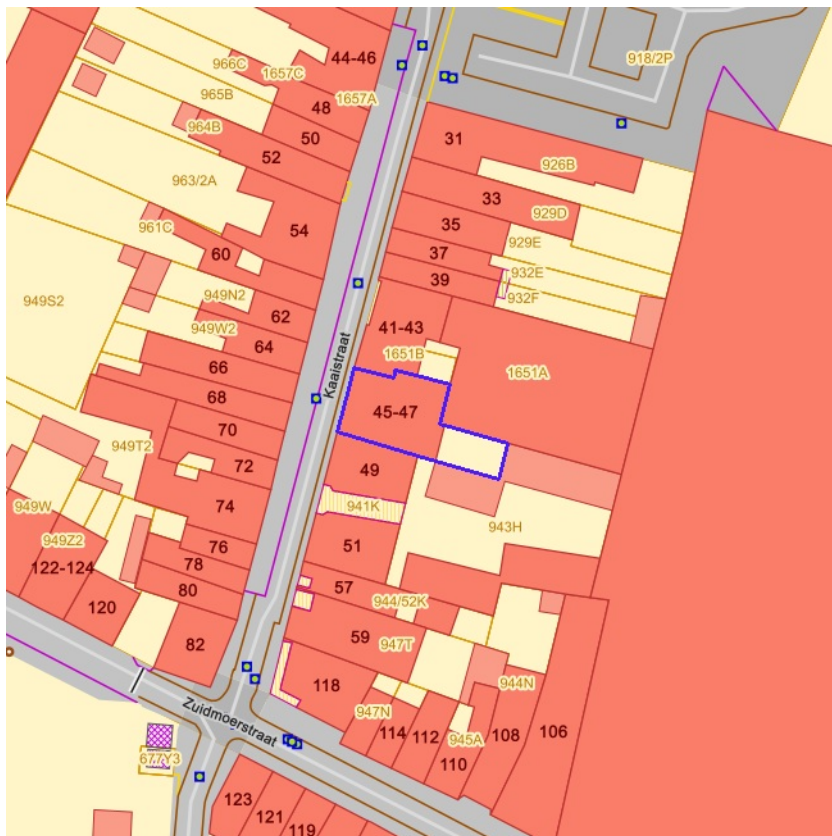 44-46
918/2P
966C
1657C
965B
48
1657A
964B
50
31
52
926B
963/2A
33
929D
961C
35
54
929E
60
37
932E
39
949N2
932F
949S2
62
949W2
41-43
64
Kaaistraat
1651B
66
1651A
68
45-47
70
949T2
72
49
74
949W
941K
943H
949Z2
76
51
122-124
78
57
80
944/52K
120
59
82
947T
118
944N
947N
Zuidmoerstraat
114
112
945A
108
106
110
677Y3
123
121
119